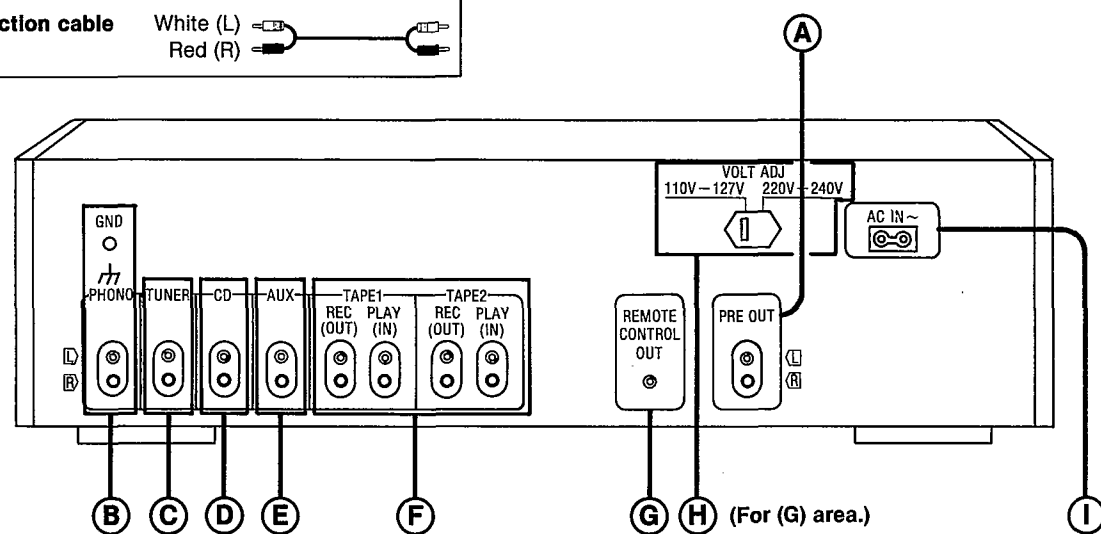 ction cable White (L)
Red (R)
A
VOLT ADJ
110V–127V 220V–240V
GND
AC IN ~
PHONO TUNER CD AUX TAPE1 TAPE2
REC (OUT) PLAY (IN) REC (OUT) PLAY (IN)
REMOTE CONTROL OUT
PRE OUT
L L
R R
B C D E F G H (For (G) area.) I